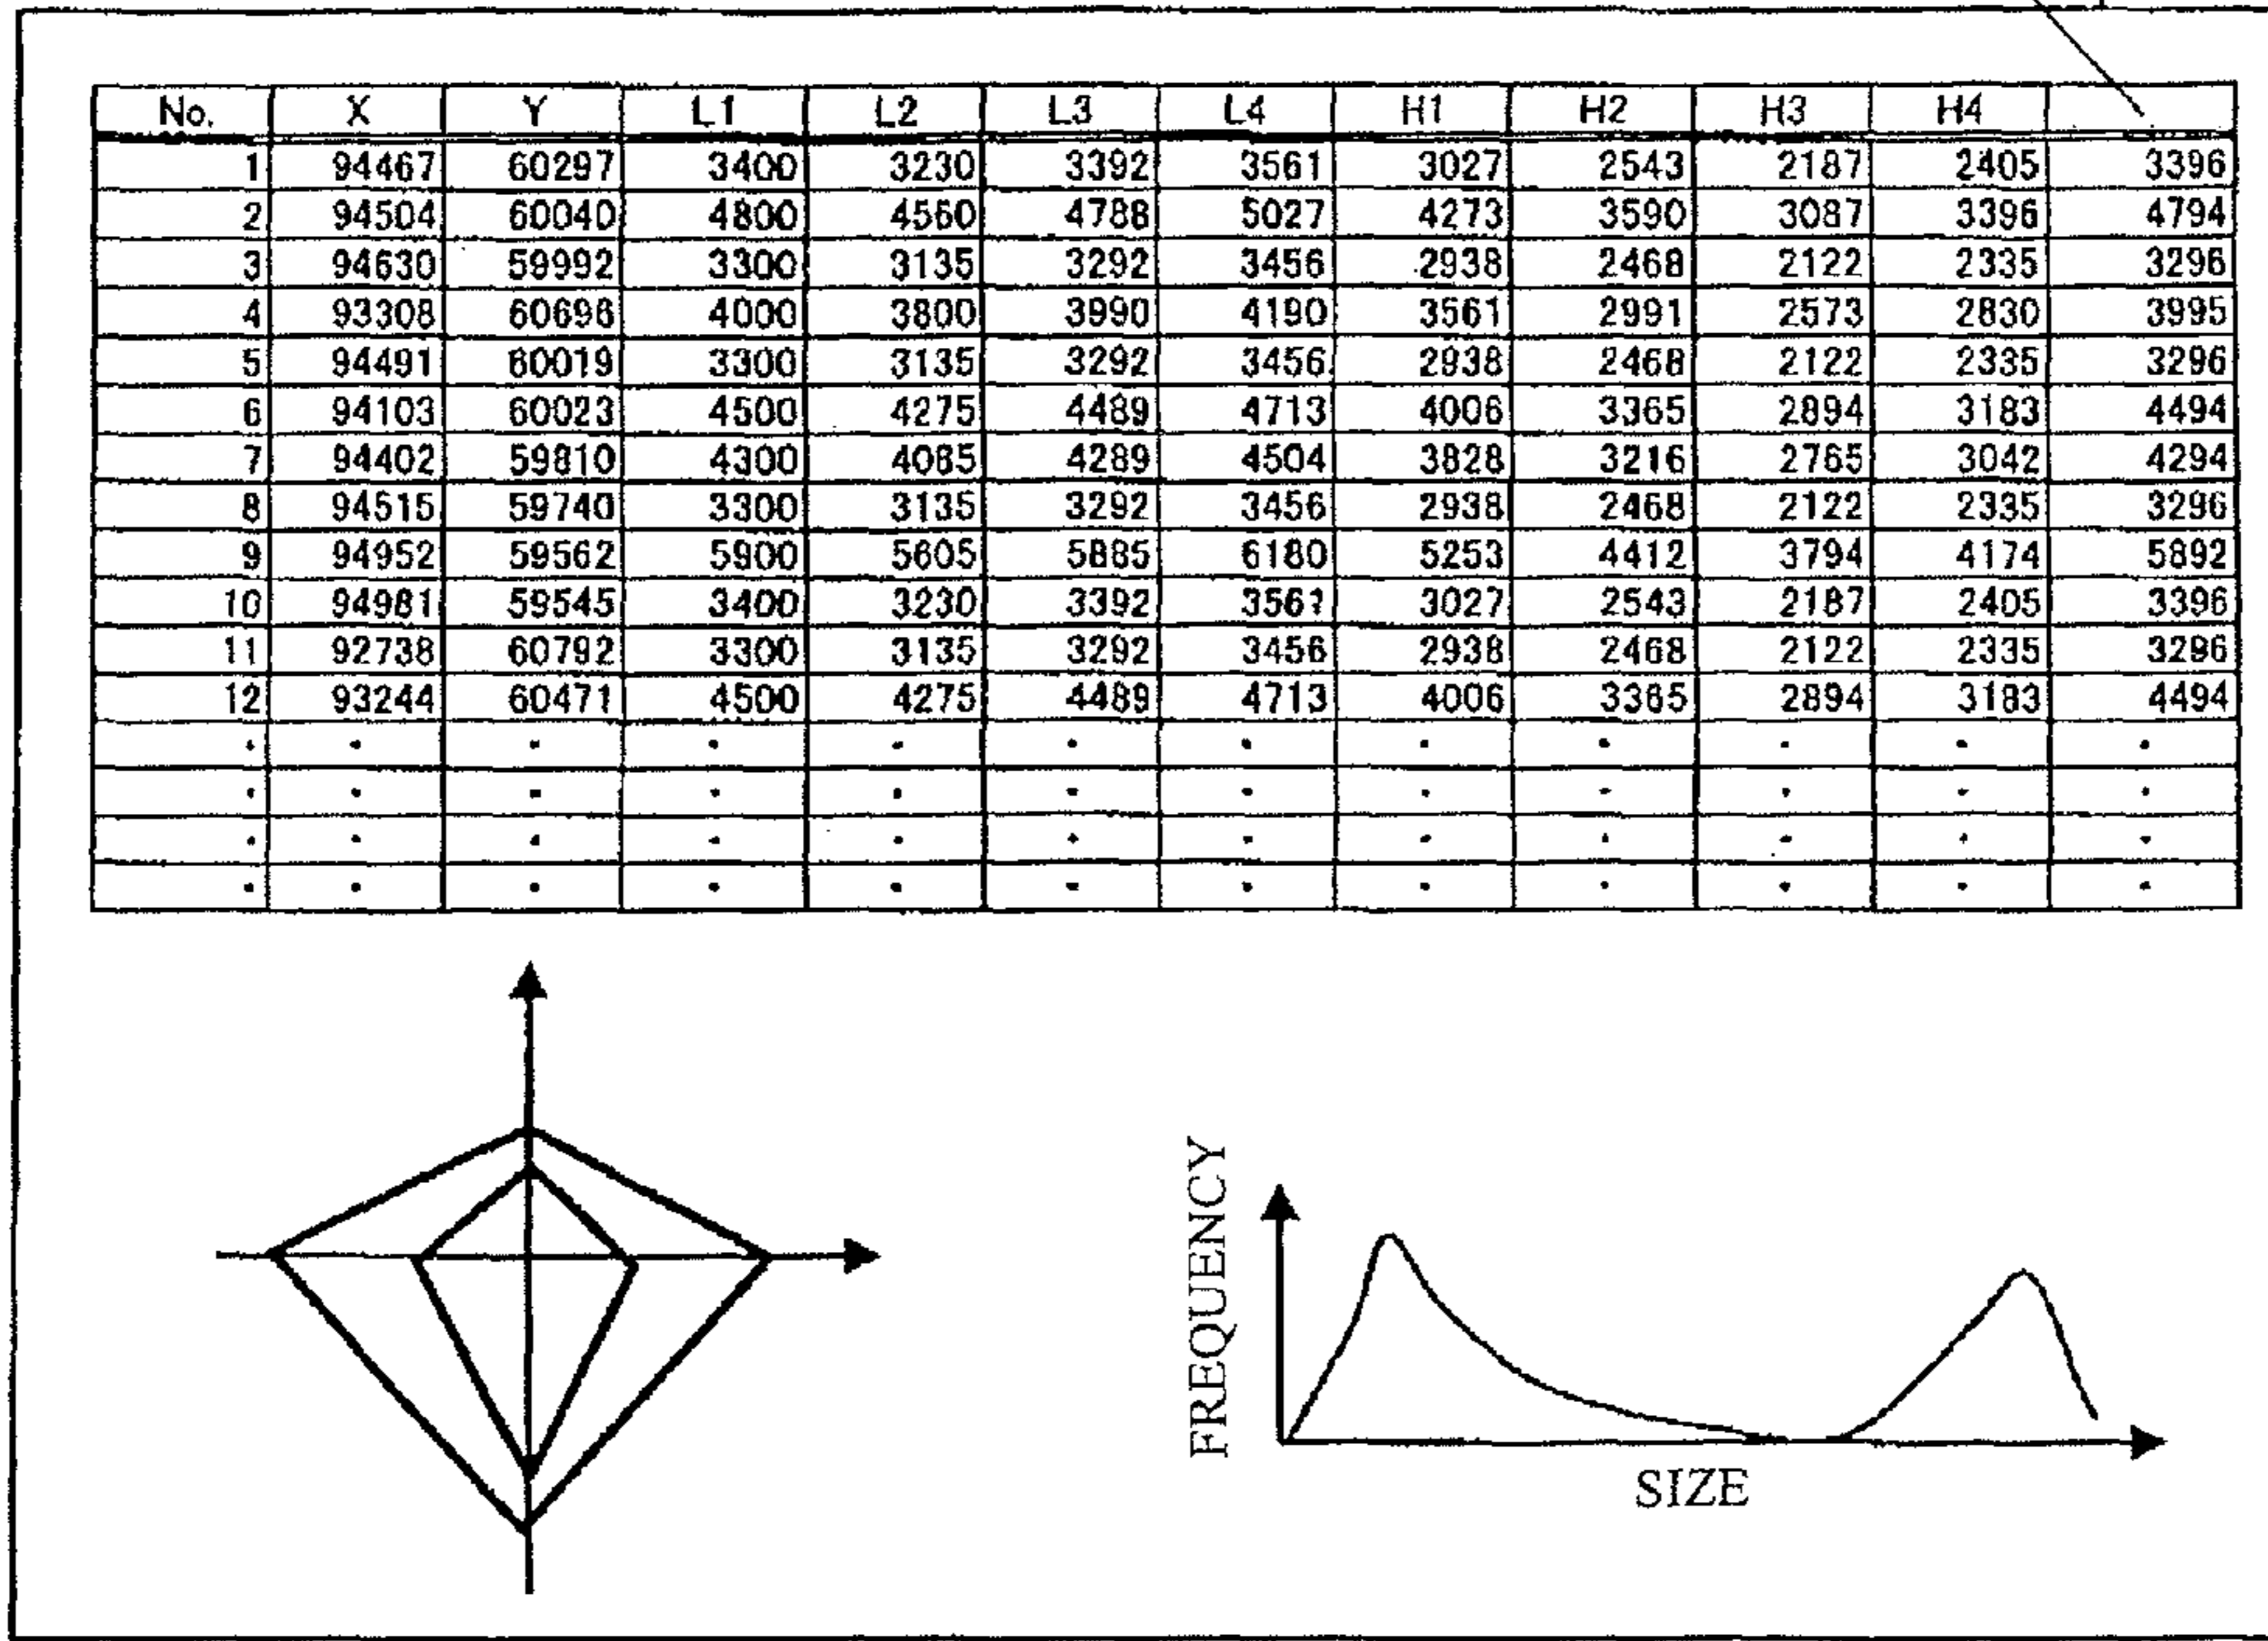 No. X Y L1 L2 L3 L4 H1 H2 H3 H4
1 94467 60297 3400 3230 3392 3561 3027 2543 2187 2405 3396
2 94504 60040 4800 4560 4788 5027 4273 3590 3087 3396 4794
3 94630 59992 3300 3135 3292 3456 2938 2468 2122 2335 3296
4 93308 60696 4000 3800 3990 4190 3561 2991 2573 2830 3995
5 94491 60019 3300 3135 3292 3456 2938 2468 2122 2335 3296
6 94103 60023 4500 4275 4489 4713 4006 3365 2894 3183 4494
7 94402 59810 4300 4085 4289 4504 3828 3216 2765 3042 4294
8 94515 59740 3300 3135 3292 3456 2938 2468 2122 2335 3296
9 94952 59562 5900 5605 5885 6180 5253 4412 3794 4174 5892
10 94981 59545 3400 3230 3392 3561 3027 2543 2187 2405 3396
11 92738 60792 3300 3135 3292 3456 2938 2468 2122 2335 3296
12 93244 60471 4500 4275 4489 4713 4006 3365 2894 3183 4494
FREQUENCY
SIZE